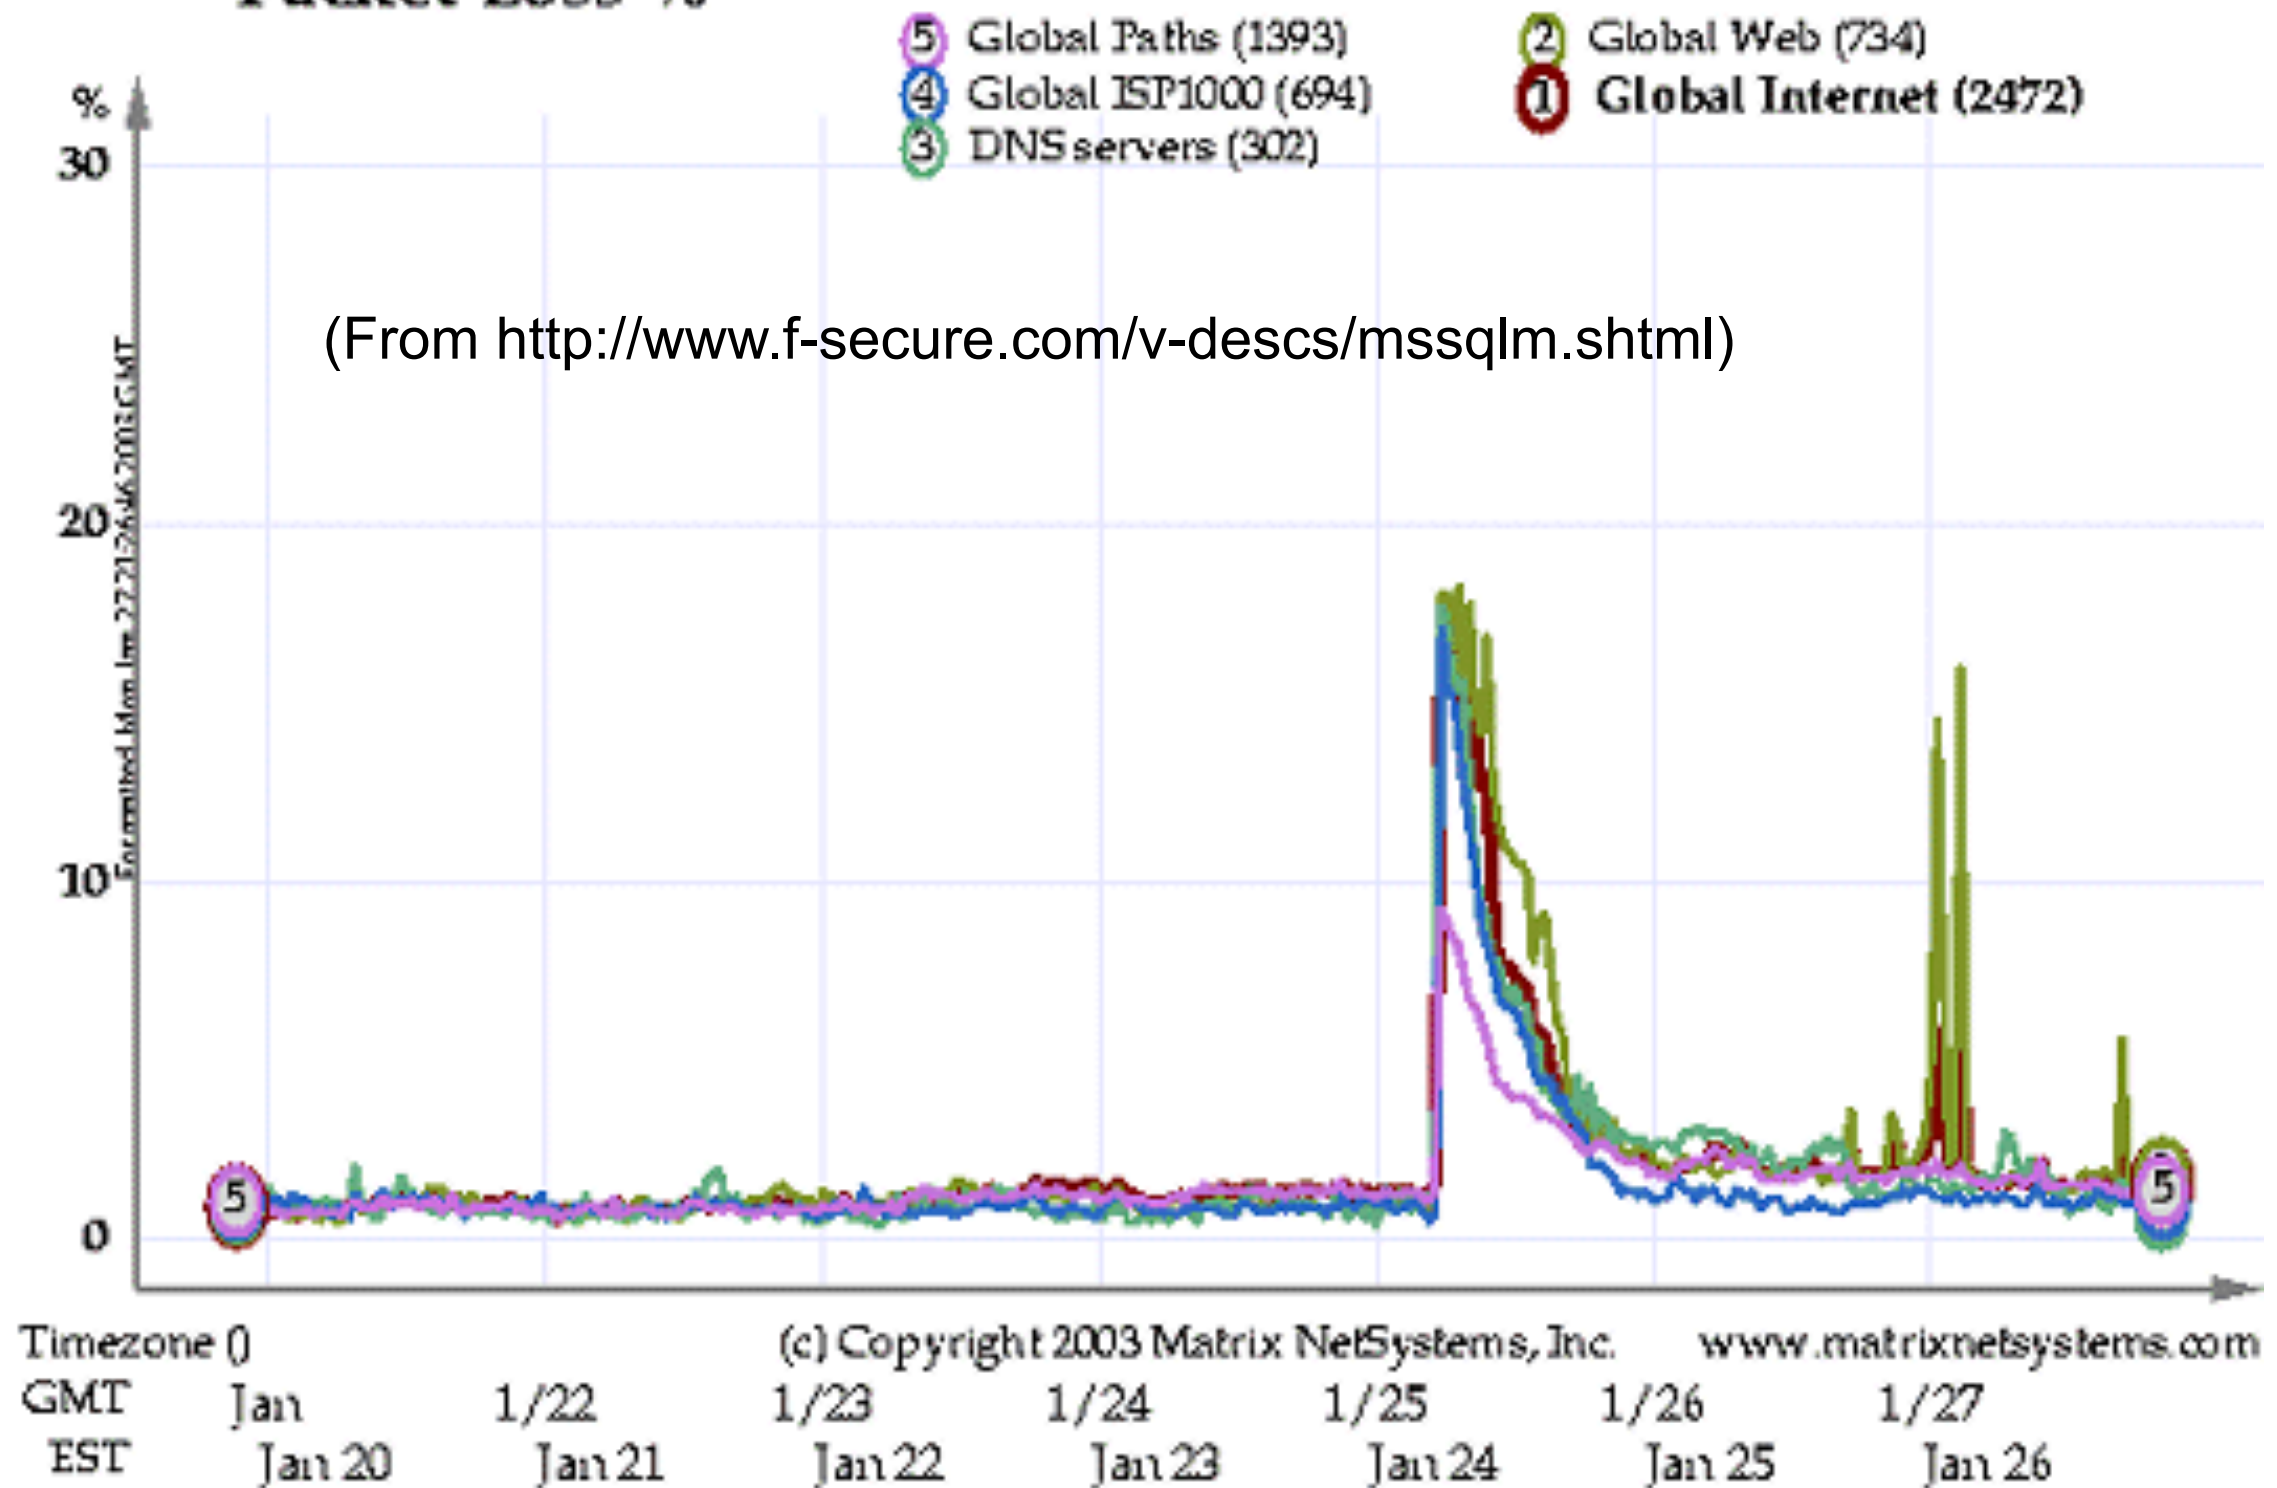 Packet Loss %
5 Global Paths (1393)
2 Global Web (734)
4 Global ISP1000 (694)
1 Global Internet (2472)
3 DNS servers (302)
%
30
(From http://www.f-secure.com/v-descs/mssqlm.shtml)
20
10
0
5
5
Timezone ()
(c) Copyright 2003 Matrix NetSystems, Inc.
www.matrixnetsystems.com
GMT Jan 1/22 1/23 1/24 1/25 1/26 1/27
EST Jan 20 Jan 21 Jan 22 Jan 23 Jan 24 Jan 25 Jan 26